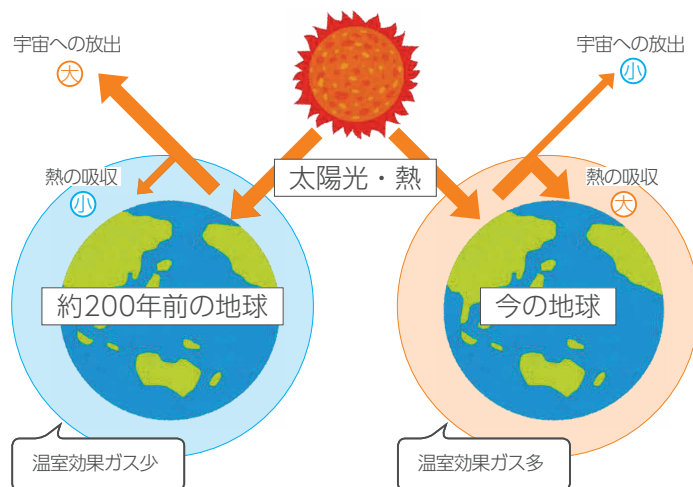 宇宙への放出
大
熱の吸収
小
太陽光・熱
宇宙への放出
小
熱の吸収
大
約200年前の地球
今の地球
温室効果ガス少
温室効果ガス多